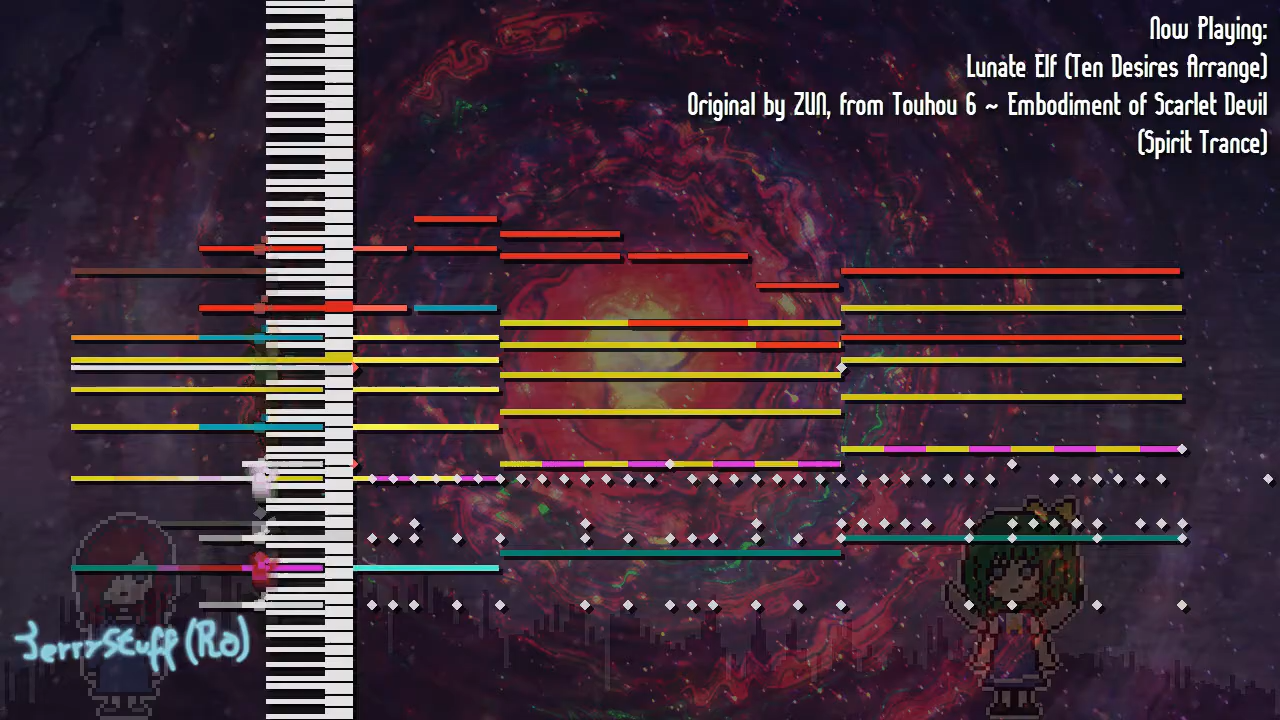 Now Playing:
Lunate Elf (Ten Desires Arrange)
Original by ZUN, from Touhou 6 ~ Embodiment of Scarlet Devil
(Spirit Trance)
JerryStuff (Ro)